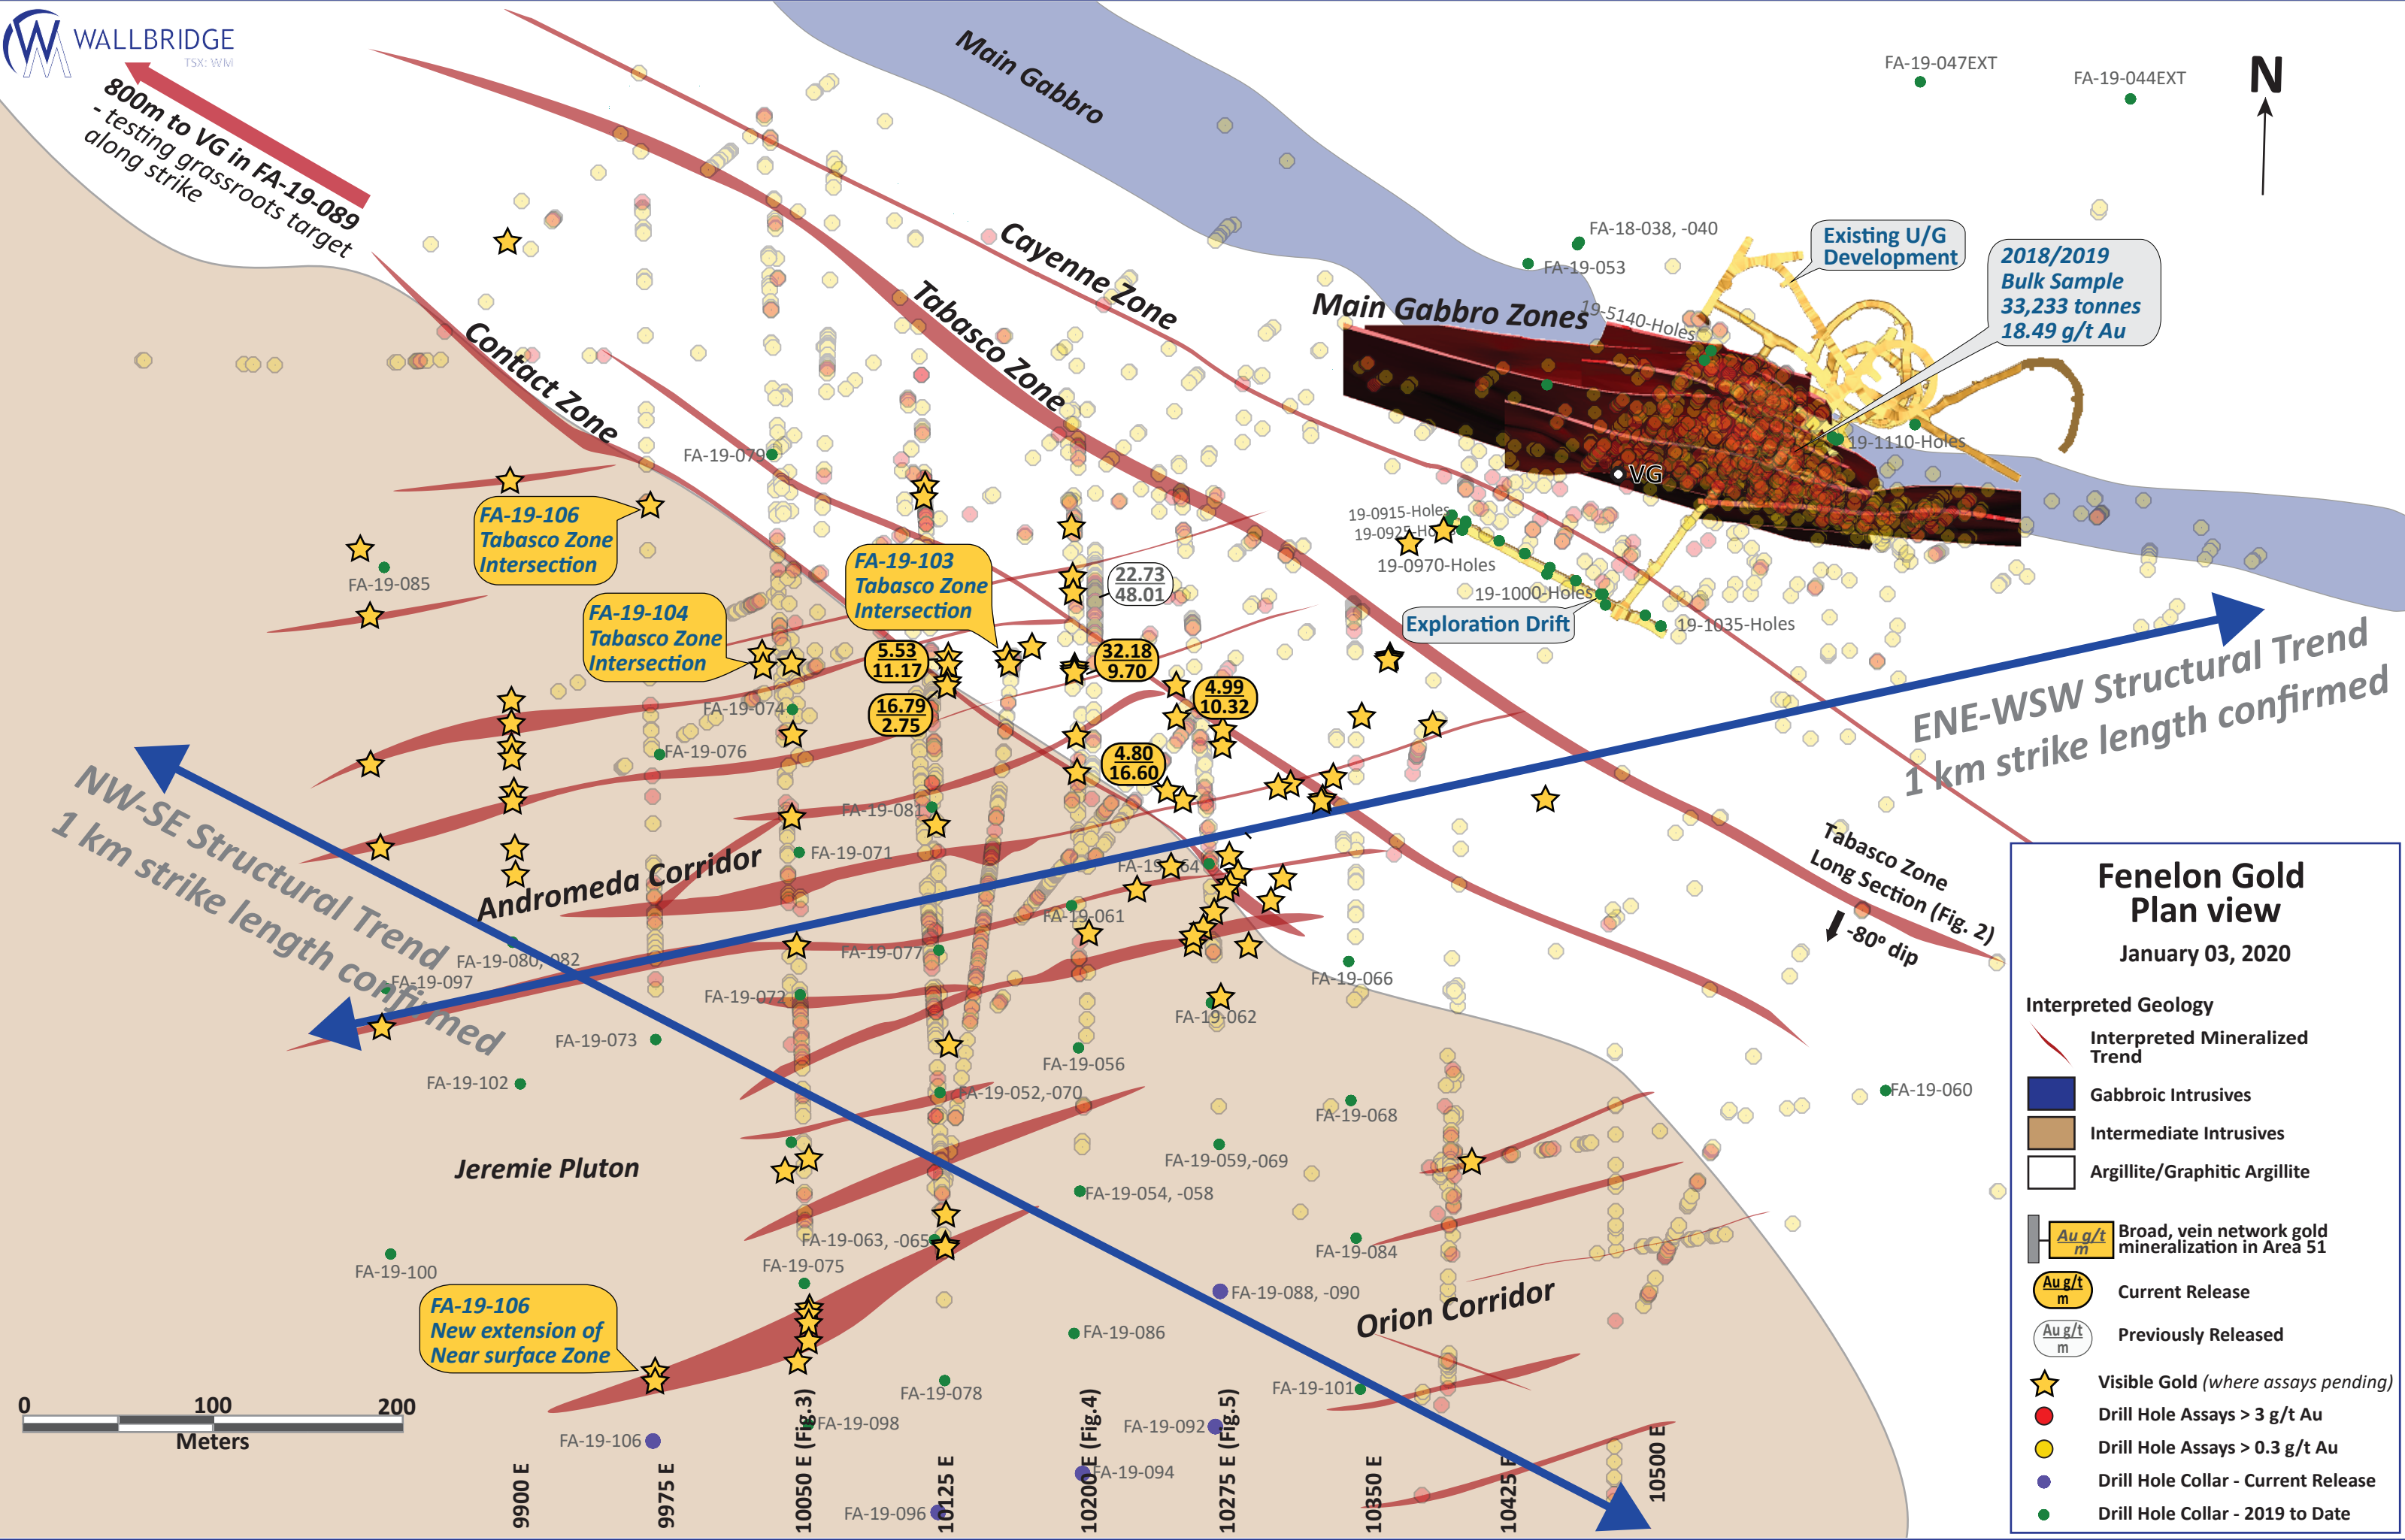 WALLBRIDGE
TSX: WM
800m to VG in FA-19-089
- testing grassroots target
along strike
Main Gabbro
FA-19-047EXT
FA-19-044EXT
N
FA-18-038, -040
FA-19-053
Existing U/G
Development
2018/2019
Bulk Sample
33,233 tonnes
18.49 g/t Au
Cayenne Zone
Tabasco Zone
Contact Zone
Main Gabbro Zones
19-5140-Holes
19-1110-Holes
VG
FA-19-079
FA-19-106
Tabasco Zone
Intersection
FA-19-085
FA-19-104
Tabasco Zone
Intersection
FA-19-103
Tabasco Zone
Intersection
22.73
48.01
19-0915-Holes
19-0925-Holes
19-0970-Holes
19-1000-Holes
Exploration Drift
19-1035-Holes
5.53
11.17
32.18
9.70
16.79
2.75
4.99
10.32
4.80
16.60
ENE-WSW Structural Trend
1 km strike length confirmed
NW-SE Structural Trend
1 km strike length confirmed
FA-19-074
FA-19-076
FA-19-081
FA-19-071
Andromeda Corridor
FA-19-064
FA-19-061
FA-19-077
FA-19-080, 082
FA-19-097
FA-19-072
FA-19-073
FA-19-102
FA-19-066
FA-19-062
FA-19-056
FA-19-052,-070
FA-19-068
FA-19-060
FA-19-059,-069
FA-19-054, -058
Jeremie Pluton
FA-19-063, -065
FA-19-075
FA-19-084
FA-19-100
FA-19-088, -090
Orion Corridor
FA-19-106
New extension of
Near surface Zone
FA-19-086
FA-19-078
FA-19-101
FA-19-098
FA-19-092
FA-19-106
FA-19-094
FA-19-096
Tabasco Zone
Long Section (Fig. 2)
-80º dip
0 100 200
Meters
9900 E
9975 E
10050 E (Fig.3)
10125 E
10200 E (Fig.4)
10275 E (Fig.5)
10350 E
10425 E
10500 E
Fenelon Gold
Plan view
January 03, 2020
Interpreted Geology
Interpreted Mineralized
Trend
Gabbroic Intrusives
Intermediate Intrusives
Argillite/Graphitic Argillite
Au g/t
m
Broad, vein network gold
mineralization in Area 51
Au g/t
m
Current Release
Au g/t
m
Previously Released
Visible Gold (where assays pending)
Drill Hole Assays > 3 g/t Au
Drill Hole Assays > 0.3 g/t Au
Drill Hole Collar - Current Release
Drill Hole Collar - 2019 to Date